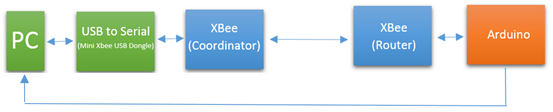 PC
USB to Serial
(Mini Xbee USB Dongle)
XBee
(Coordinator)
XBee
(Router)
Arduino